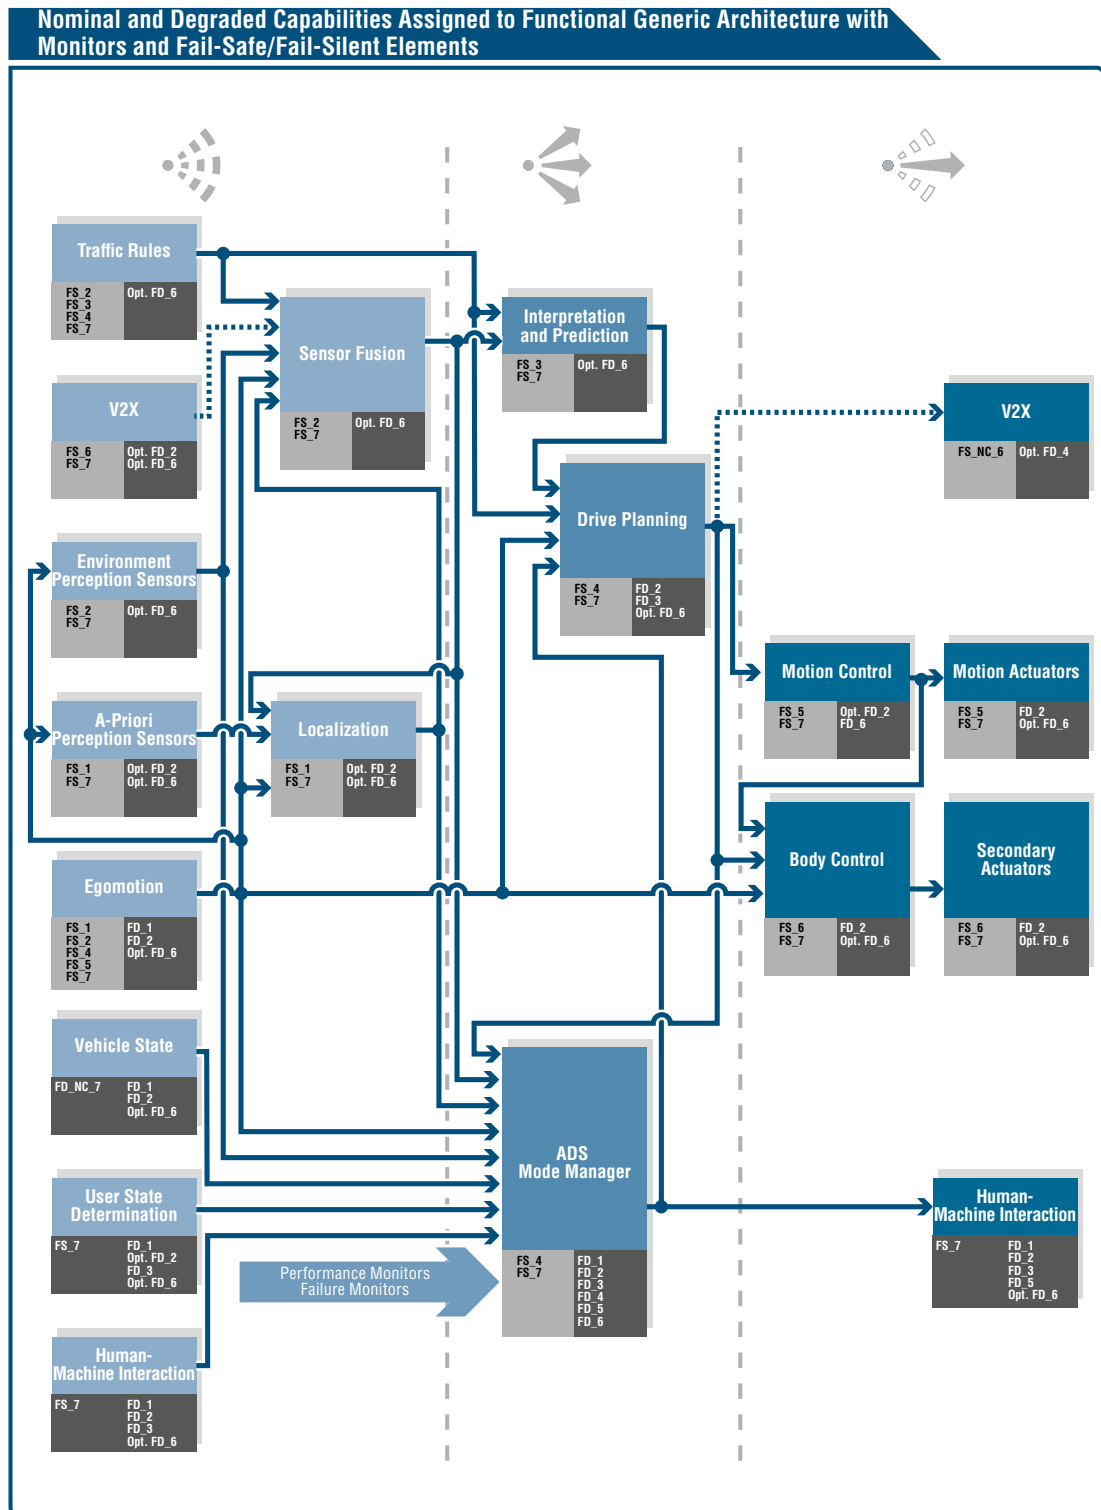 Nominal and Degraded Capabilities Assigned to Functional Generic Architecture with
Monitors and Fail-Safe/Fail-Silent Elements
Traffic Rules
FS_2
FS_3
FS_4
FS_7
Opt. FD_6
V2X
FS_6
FS_7
Opt. FD_2
Opt. FD_6
Environment
Perception Sensors
FS_2
FS_7
Opt. FD_6
A-Priori
Perception Sensors
FS_1
FS_7
Opt. FD_2
Opt. FD_6
Egomotion
FS_1
FS_2
FS_4
FS_5
FS_7
FD_1
FD_2
Opt. FD_6
Vehicle State
FD_NC_7
FD_1
FD_2
Opt. FD_6
User State
Determination
FS_7
FD_1
Opt. FD_2
FD_3
Opt. FD_6
Human-
Machine Interaction
FS_7
FD_1
FD_2
FD_3
Opt. FD_6
Sensor Fusion
FS_2
FS_7
Opt. FD_6
Localization
FS_1
FS_7
Opt. FD_2
Opt. FD_6
Performance Monitors
Failure Monitors
Interpretation
and Prediction
FS_3
FS_7
Opt. FD_6
Drive Planning
FS_4
FS_7
FD_2
FD_3
Opt. FD_6
ADS
Mode Manager
FS_4
FS_7
FD_1
FD_2
FD_3
FD_4
FD_5
FD_6
V2X
FS_NC_6
Opt. FD_4
Motion Control
FS_5
FS_7
Opt. FD_2
FD_6
Motion Actuators
FS_5
FS_7
FD_2
Opt. FD_6
Body Control
FS_6
FS_7
FD_2
Opt. FD_6
Secondary
Actuators
FS_6
FS_7
FD_2
Opt. FD_6
Human-
Machine Interaction
FS_7
FD_1
FD_2
FD_3
FD_5
Opt. FD_6